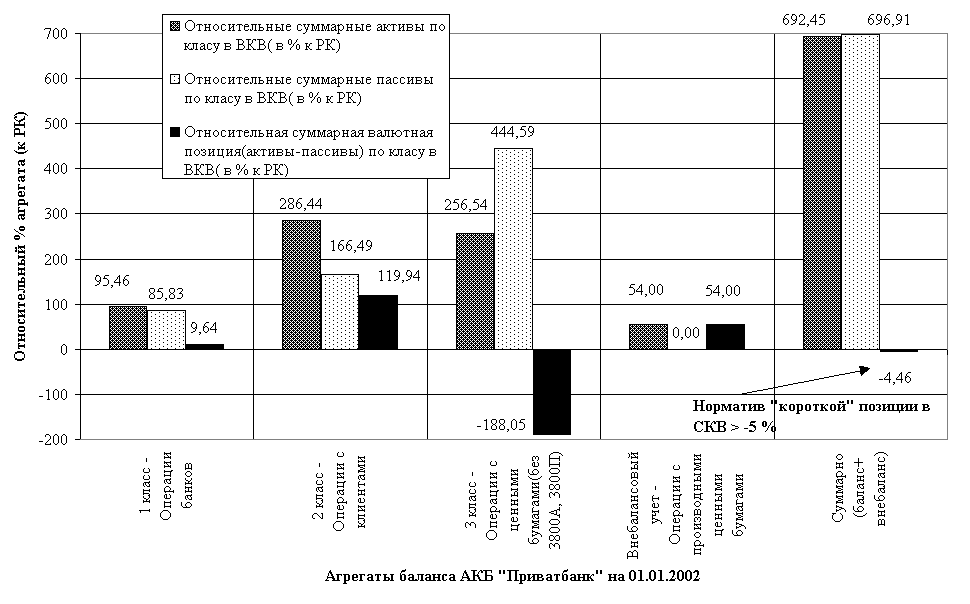 Относительные суммарные активы по
класу в ВКВ( в % к РК)
Относительные суммарные пассивы
по класу в ВКВ( в % к РК)
Относительная суммарная валютная
позиция(активы-пассивы) по класу в
ВКВ( в % к РК)
Относительный % агрегата (к РК)
700
600
500
400
300
200
100
0
-100
-200
95,46
85,83
9,64
286,44
166,49
119,94
256,54
444,59
-188,05
54,00
0,00
54,00
692,45
696,91
-4,46
Норматив "короткой" позиции в
СКВ > -5 %
1 класс -
Операции
банков
2 класс -
Операции с
клиентами
3 класс -
Операции с
ценными
бумагами(без
3800А, 3800П)
Внебалансовый
учет -
Операции с
производными
ценными
бумагами
Суммарно
(баланс+
внебаланс)
Агрегаты баланса АКБ "Приватбанк" на 01.01.2002